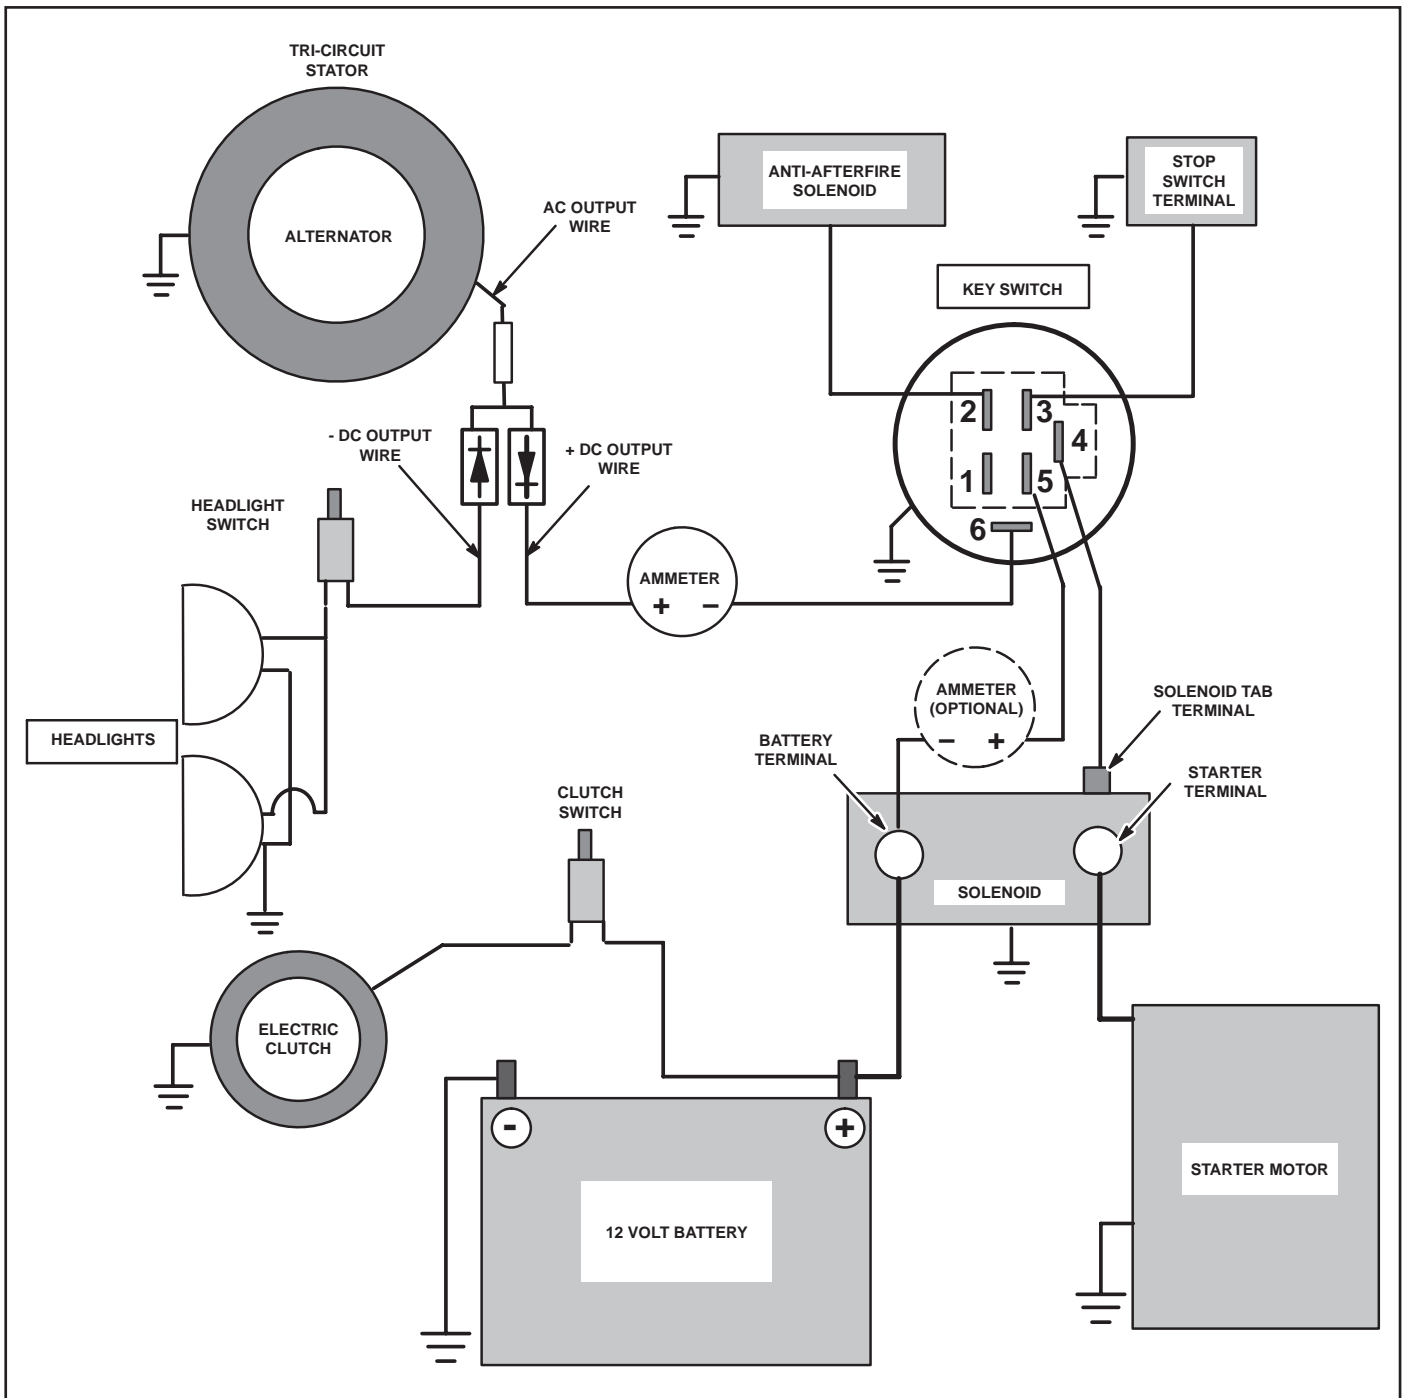 TRI-CIRCUIT
STATOR
ALTERNATOR
AC OUTPUT
WIRE
ANTI-AFTERFIRE
SOLENOID
STOP
SWITCH
TERMINAL
KEY SWITCH
2
3
4
1
5
6
- DC OUTPUT
WIRE
+ DC OUTPUT
WIRE
HEADLIGHT
SWITCH
AMMETER
+ −
HEADLIGHTS
AMMETER
(OPTIONAL)
− +
SOLENOID TAB
TERMINAL
BATTERY
TERMINAL
STARTER
TERMINAL
CLUTCH
SWITCH
SOLENOID
ELECTRIC
CLUTCH
- +
12 VOLT BATTERY
STARTER MOTOR